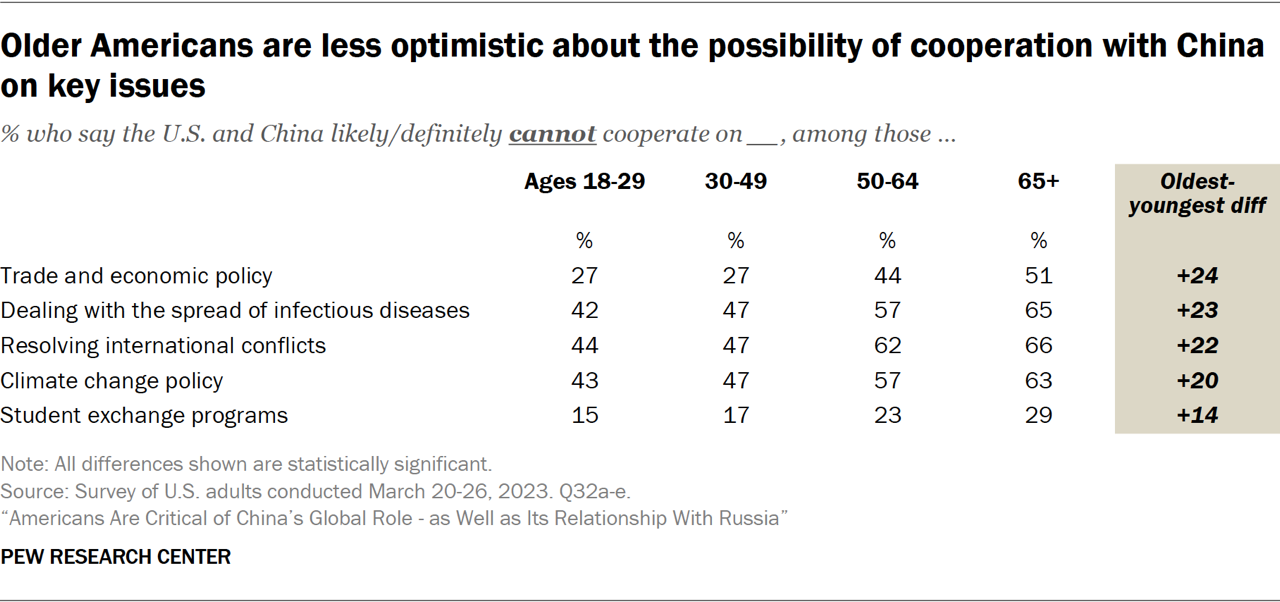 Older Americans are less optimistic about the possibility of cooperation with China
on key issues
% who say the U.S. and China likely/definitely cannot cooperate on __, among those ...
Ages 18-29 30-49 50-64 65+ Oldest-
youngest diff
% % % %
Trade and economic policy 27 27 44 51 +24
Dealing with the spread of infectious diseases 42 47 57 65 +23
Resolving international conflicts 44 47 62 66 +22
Climate change policy 43 47 57 63 +20
Student exchange programs 15 17 23 29 +14
Note: All differences shown are statistically significant.
Source: Survey of U.S. adults conducted March 20-26, 2023. Q32a-e.
“Americans Are Critical of China’s Global Role - as Well as Its Relationship With Russia”
PEW RESEARCH CENTER